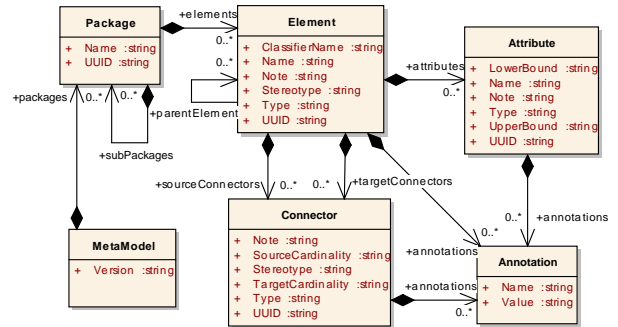 Package
+ Name :string
+ UUID :string
+elements
0..*
Element
+ ClassifierName :string
+ Name :string
+ Note :string
+ Stereotype :string
+ Type :string
+ UUID :string
+attributes
0..*
Attribute
+ LowerBound :string
+ Name :string
+ Note :string
+ Type :string
+ UpperBound :string
+ UUID :string
+packages
0..*
0..*
+parentElement
+subPackages
+sourceConnectors
0..*
0..*
+targetConnectors
0..*
+annotations
MetaModel
+ Version :string
Connector
+ Note :string
+ SourceCardinality :string
+ Stereotype :string
+ TargetCardinality :string
+ Type :string
+ UUID :string
+annotations
0..*
+annotations
0..*
Annotation
+ Name :string
+ Value :string